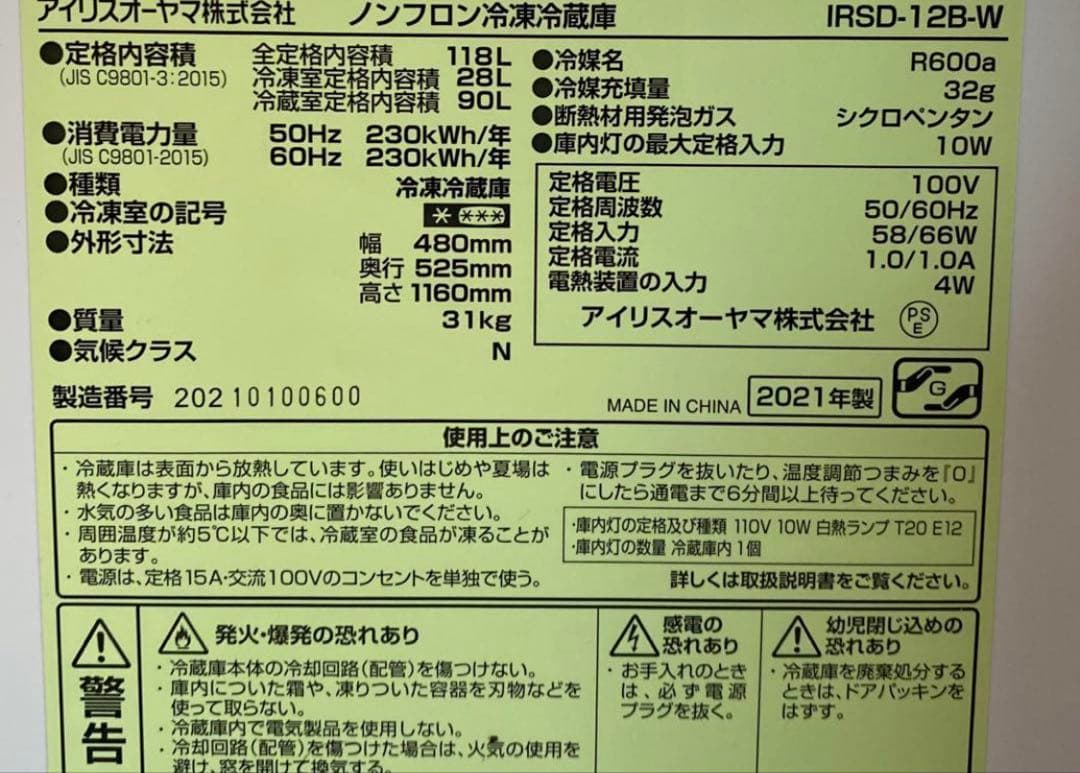 アイリスオーヤマ株式会社 ノンフロン冷凍冷蔵庫 IRSD-12B-W
●定格内容積 全定格内容積 118L
(JIS C9801-3:2015) 冷凍室定格内容積 28L
冷蔵室定格内容積 90L
●消費電力量 50Hz 230kWh/年
(JIS C9801-2015) 60Hz 230kWh/年
●種類 冷凍冷蔵庫
●冷凍室の記号 * ***
●外形寸法 幅 480mm
奥行 525mm
高さ 1160mm
●質量 31kg
●気候クラス N
●冷媒名 R600a
●冷媒充填量 32g
●断熱材用発泡ガス シクロペンタン
●庫内灯の最大定格入力 10W
定格電圧 100V
定格周波数 50/60Hz
定格入力 58/66W
定格電流 1.0/1.0A
電熱装置の入力 4W
アイリスオーヤマ株式会社 PSE
製造番号 20210100600
MADE IN CHINA 2021年製 G
使用上のご注意
・冷蔵庫は表面から放熱しています。使いはじめや夏場は
熱くなりますが、庫内の食品には影響ありません。
・水気の多い食品は庫内の奥に置かないでください。
・周囲温度が約5℃以下では、冷蔵室の食品が凍ることが
あります。
・電源は、定格15A・交流100Vのコンセントを単独で使う。
・電源プラグを抜いたり、温度調節つまみを『0』
にしたら通電まで6分間以上待ってください。
・庫内灯の定格及び種類 110V 10W 白熱ランプ T20 E12
・庫内灯の数量 冷蔵庫内1個
詳しくは取扱説明書をご覧ください。
警告
発火・爆発の恐れあり
・冷蔵庫本体の冷却回路(配管)を傷つけない。
・庫内についた霜や、凍りついた容器を刃物などを
使って取らない。
・冷蔵庫内で電気製品を使用しない。
・冷却回路(配管)を傷つけた場合は、火気の使用を
避け、窓を開けて換気する。
感電の
恐れあり
・お手入れのとき
は、必ず電源
プラグを抜く。
幼児閉じ込めの
恐れあり
・冷蔵庫を廃棄処分する
ときは、ドアパッキンを
はずす。